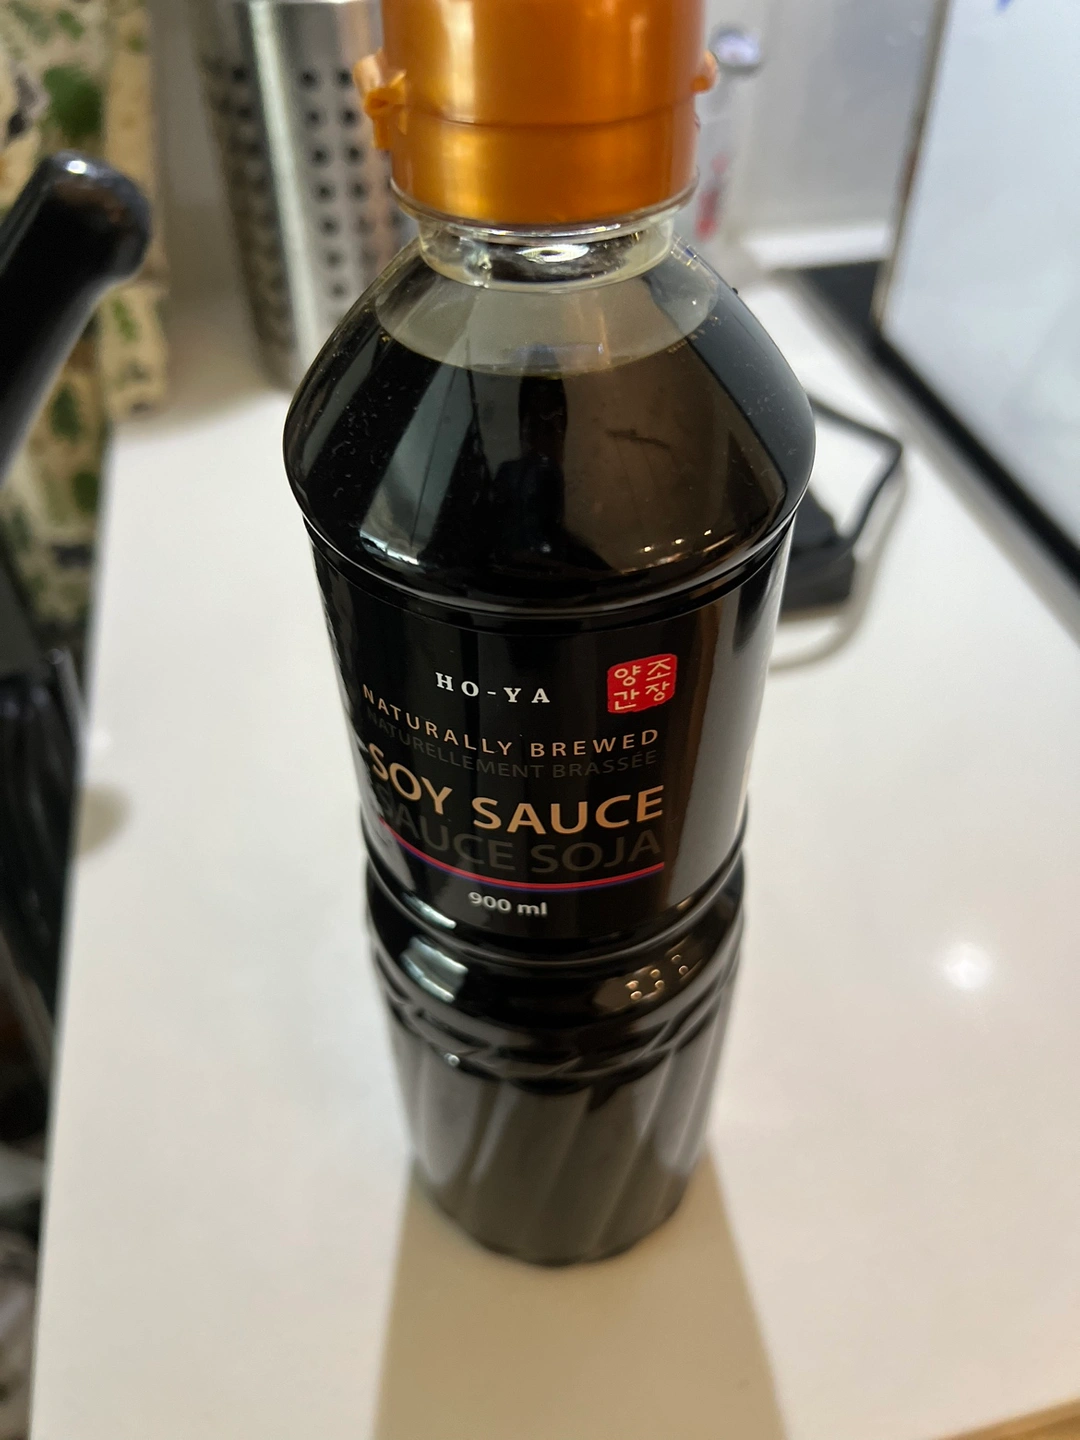 HO-YA
양조
간장
NATURALLY BREWED
NATURELLEMENT BRASSÉE
SOY SAUCE
SAUCE SOJA
900 ml